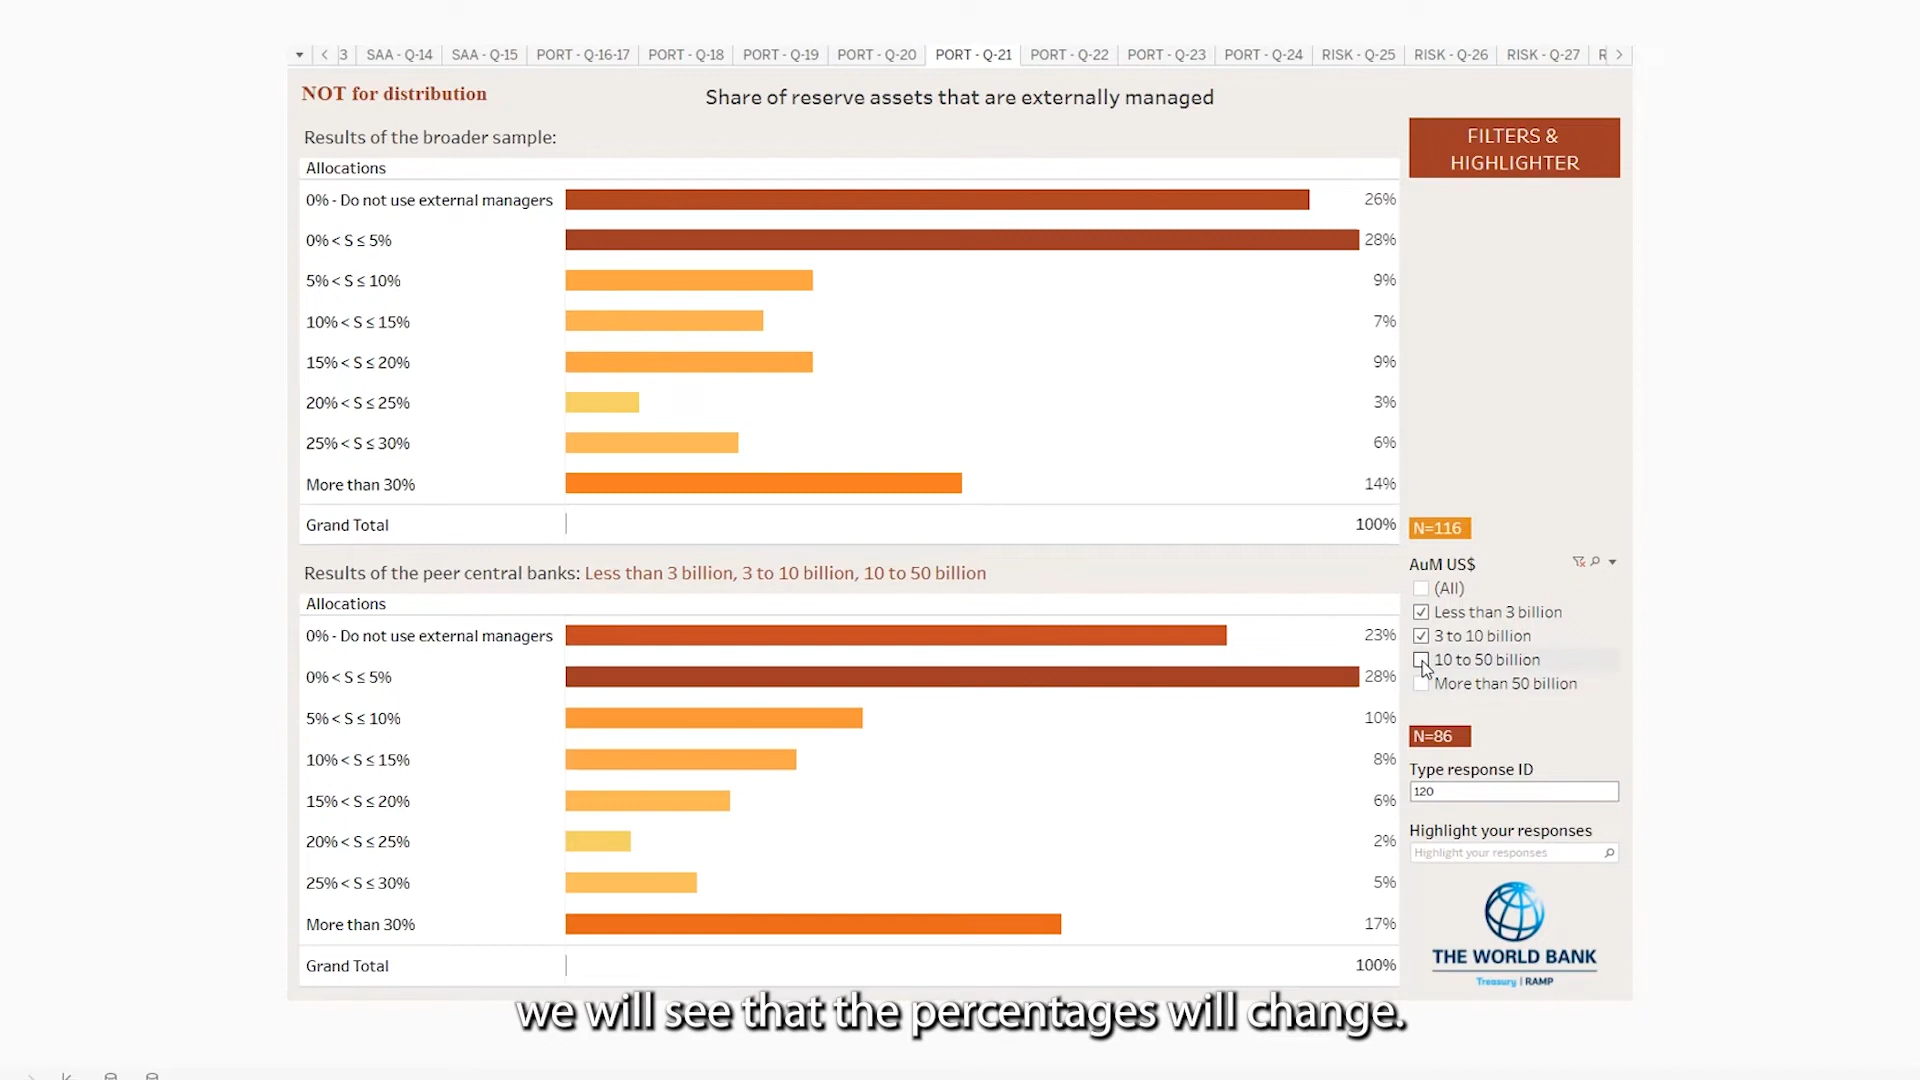 3 SAA - Q-14 SAA - Q-15 PORT - Q-16-17 PORT - Q-18 PORT - Q-19 PORT - Q-20 PORT - Q-21 PORT - Q-22 PORT - Q-23 PORT - Q-24 RISK - Q-25 RISK - Q-26 RISK - Q-27 R
NOT for distribution
Share of reserve assets that are externally managed
Results of the broader sample:
Allocations
0% - Do not use external managers 26%
0% < S ≤ 5% 28%
5% < S ≤ 10% 9%
10% < S ≤ 15% 7%
15% < S ≤ 20% 9%
20% < S ≤ 25% 3%
25% < S ≤ 30% 6%
More than 30% 14%
Grand Total 100%
Results of the peer central banks: Less than 3 billion, 3 to 10 billion, 10 to 50 billion
Allocations
0% - Do not use external managers 23%
0% < S ≤ 5% 28%
5% < S ≤ 10% 10%
10% < S ≤ 15% 8%
15% < S ≤ 20% 6%
20% < S ≤ 25% 2%
25% < S ≤ 30% 5%
More than 30% 17%
Grand Total 100%
FILTERS &
HIGHLIGHTER
N=116
AuM US$
(All)
Less than 3 billion
3 to 10 billion
10 to 50 billion
More than 50 billion
N=86
Type response ID
120
Highlight your responses
Highlight your responses
THE WORLD BANK
Treasury | RAMP
we will see that the percentages will change.